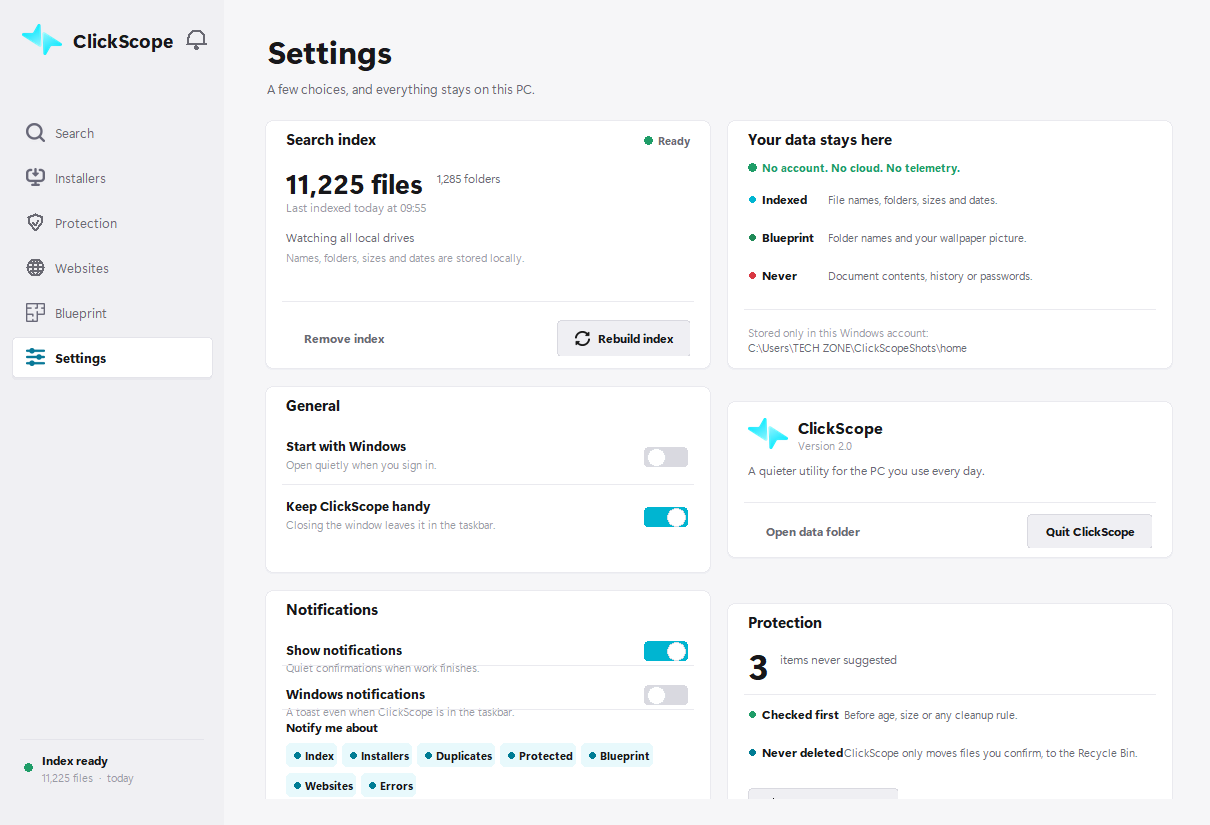 ClickScope
Search
Installers
Protection
Websites
Blueprint
Settings
Index ready
11,225 files · today
Settings
A few choices, and everything stays on this PC.
Search index
Ready
11,225 files 1,285 folders
Last indexed today at 09:55
Watching all local drives
Names, folders, sizes and dates are stored locally.
Remove index
Rebuild index
General
Start with Windows
Open quietly when you sign in.
Keep ClickScope handy
Closing the window leaves it in the taskbar.
Notifications
Show notifications
Quiet confirmations when work finishes.
Windows notifications
A toast even when ClickScope is in the taskbar.
Notify me about
Index Installers Duplicates Protected Blueprint
Websites Errors
Your data stays here
No account. No cloud. No telemetry.
Indexed File names, folders, sizes and dates.
Blueprint Folder names and your wallpaper picture.
Never Document contents, history or passwords.
Stored only in this Windows account:
C:\Users\TECH ZONE\ClickScopeShots\home
ClickScope
Version 2.0
A quieter utility for the PC you use every day.
Open data folder
Quit ClickScope
Protection
3 items never suggested
Checked first Before age, size or any cleanup rule.
Never deleted ClickScope only moves files you confirm, to the Recycle Bin.